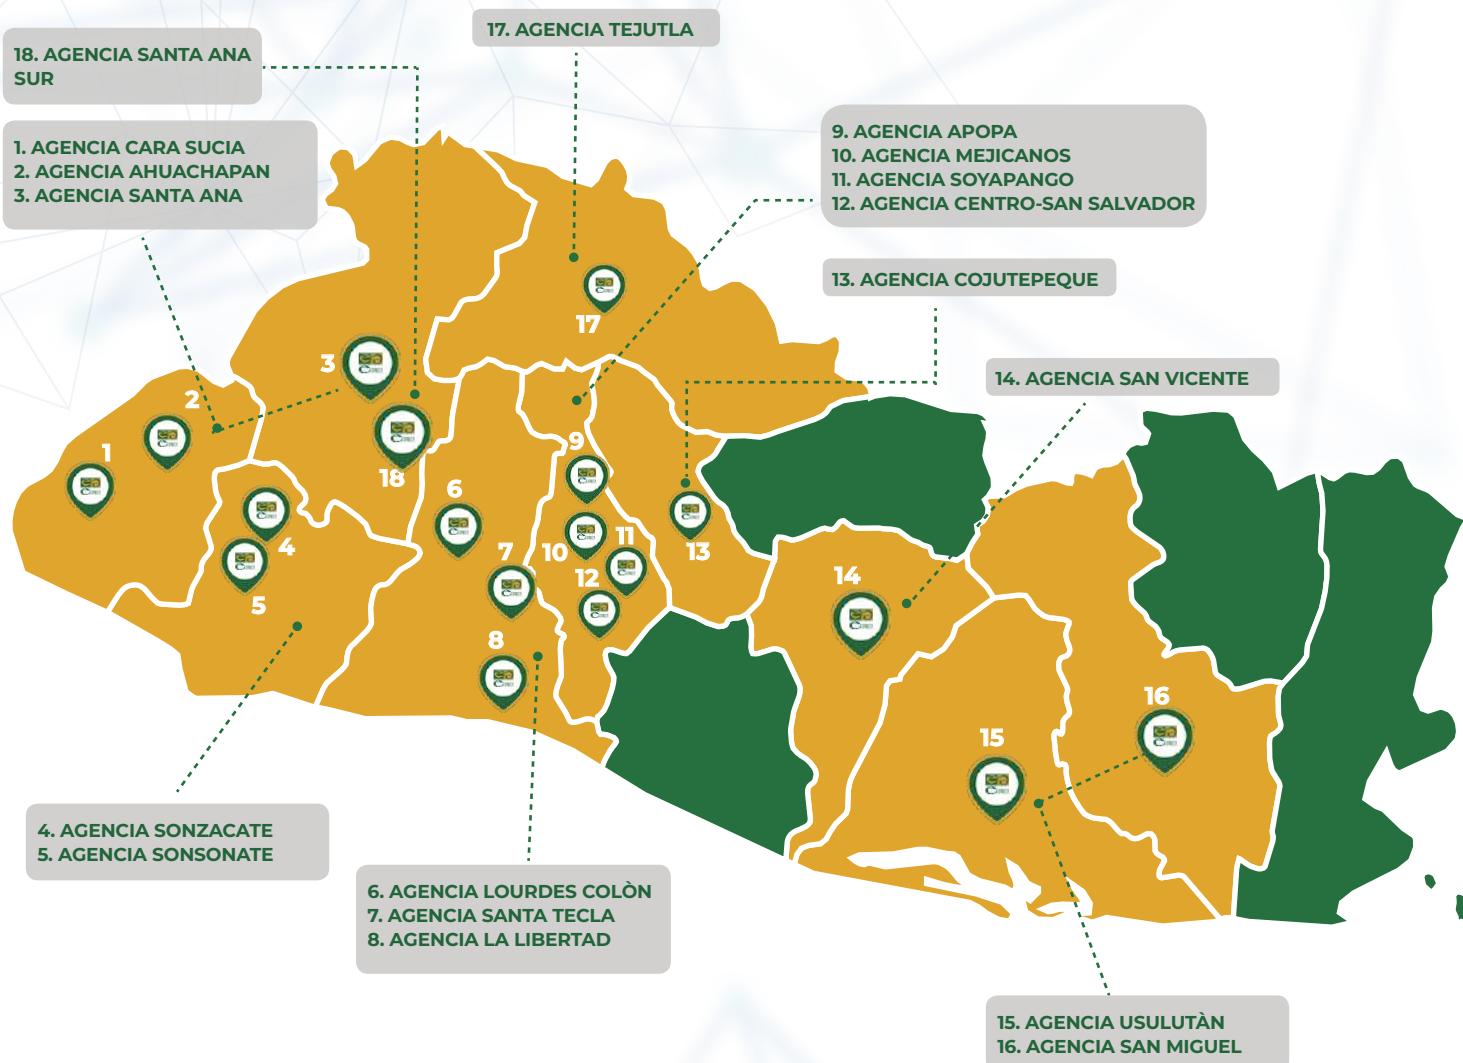 17. AGENCIA TEJUTLA
18. AGENCIA SANTA ANA
SUR
1. AGENCIA CARA SUCIA
2. AGENCIA AHUACHAPAN
3. AGENCIA SANTA ANA
9. AGENCIA APOPA
10. AGENCIA MEJICANOS
11. AGENCIA SOYAPANGO
12. AGENCIA CENTRO-SAN SALVADOR
13. AGENCIA COJUTEPEQUE
14. AGENCIA SAN VICENTE
17
3
2
1
18
9
6
4
10
11
13
7
12
14
5
8
16
15
4. AGENCIA SONZACATE
5. AGENCIA SONSONATE
6. AGENCIA LOURDES COLÒN
7. AGENCIA SANTA TECLA
8. AGENCIA LA LIBERTAD
15. AGENCIA USULUTÀN
16. AGENCIA SAN MIGUEL